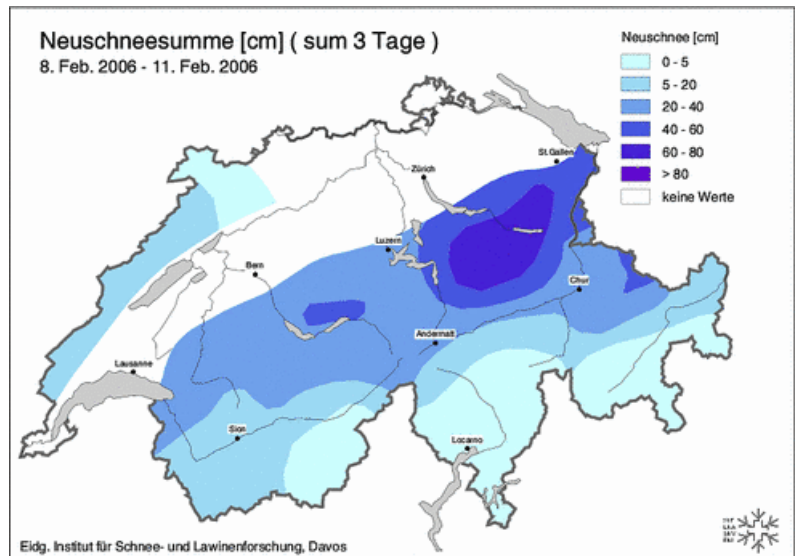 Neuschneesumme [cm] ( sum 3 Tage )
8. Feb. 2006 - 11. Feb. 2006
Neuschnee [cm]
0 - 5
5 - 20
20 - 40
40 - 60
60 - 80
> 80
keine Werte
St.Gallen
Zürich
Luzern
Bern
Chur
Andermatt
Lausanne
Sion
Locarno
Eidg. Institut für Schnee- und Lawinenforschung, Davos